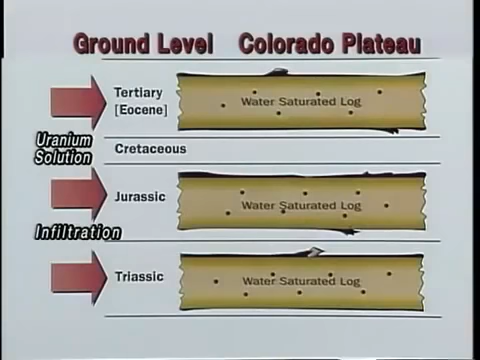 Ground Level Colorado Plateau
Tertiary
[Eocene]
Water Saturated Log
Uranium
Solution
Cretaceous
Jurassic
Water Saturated Log
Infiltration
Triassic
Water Saturated Log